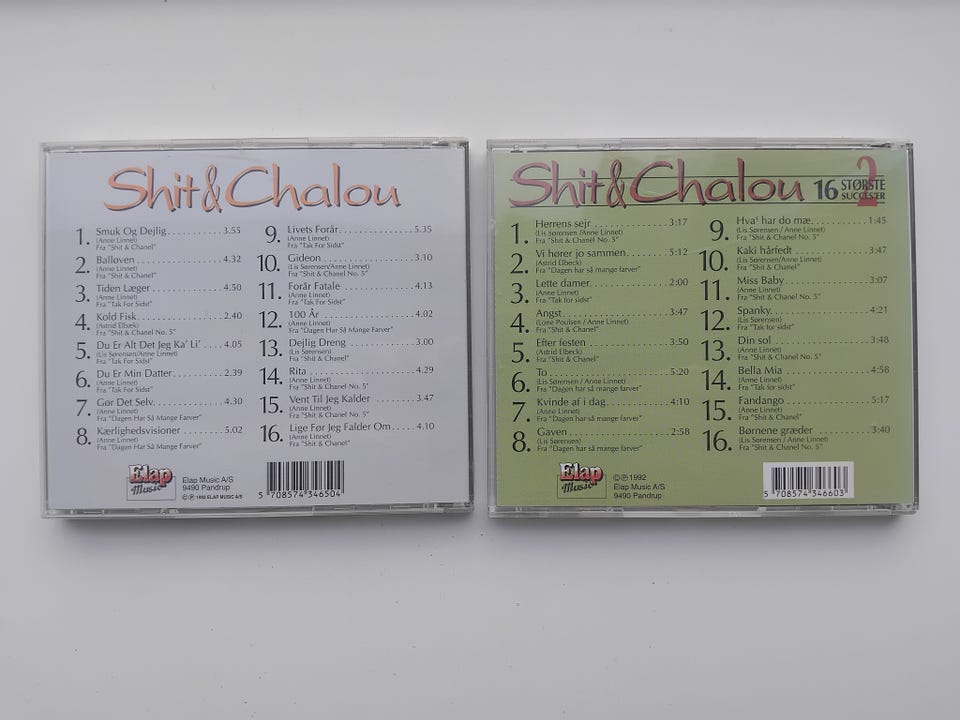 Shit & Chalou
1. Smuk Og Dejlig 3.55
(Anne Linnet)
Fra "Shit & Chanel"
2. Balloven 4.32
(Anne Linnet)
Fra "Shit & Chanel"
3. Tiden Læger 4.50
(Anne Linnet)
Fra "Tak For Sidst"
4. Kold Fisk 2.40
(Astrid Elbæk)
Fra "Shit & Chanel No. 5"
5. Du Er Alt Det Jeg Ka' Li' 4.05
(Lis Sørensen/Anne Linnet)
Fra "Tak For Sidst"
6. Du Er Min Datter 2.39
(Anne Linnet)
Fra "Tak For Sidst"
7. Gør Det Selv 4.30
(Anne Linnet)
Fra "Dagen Har Så Mange Farver"
8. Kærlighedsvisioner 5.02
(Anne Linnet)
Fra "Dagen Har Så Mange Farver"
9. Livets Forår 5.35
(Anne Linnet)
Fra "Tak For Sidst"
10. Gideon 3.10
(Lis Sørensen/Anne Linnet)
Fra "Shit & Chanel No. 5"
11. Forår Fatale 4.13
(Anne Linnet)
Fra "Tak For Sidst"
12. 100 År 4.02
(Anne Linnet)
Fra "Dagen Har Så Mange Farver"
13. Dejlig Dreng 3.00
(Lis Sørensen)
Fra "Shit & Chanel"
14. Rita 4.29
(Anne Linnet)
Fra "Shit & Chanel No. 5"
15. Vent Til Jeg Kalder 3.47
(Anne Linnet)
Fra "Shit & Chanel No. 5"
16. Lige Før Jeg Falder Om 4.10
(Anne Linnet)
Fra "Shit & Chanel"
Elap Music
Elap Music A/S
9490 Pandrup
5 708574 346504
Shit & Chalou 16 STØRSTE SUCCES'ER 2
1. Herrens sejr 3:17
(Lis Sørensen / Anne Linnet)
Fra "Shit & Chanel No. 5"
2. Vi hører jo sammen 5:12
(Astrid Elbeck)
Fra "Dagen har så mange farver"
3. Lette damer 2:00
(Anne Linnet)
Fra "Tak for sidst"
4. Angst 3:47
(Lone Poulsen / Anne Linnet)
Fra "Shit & Chanel"
5. Efter festen 3:50
(Astrid Elbeck)
Fra "Shit & Chanel"
6. To 5:20
(Lis Sørensen / Anne Linnet)
Fra "Dagen har så mange farver"
7. Kvinde af i dag 4:10
(Anne Linnet)
Fra "Dagen har så mange farver"
8. Gaven 2:58
(Lis Sørensen)
Fra "Dagen har så mange farver"
9. Hva' har do mæ 1:45
(Lis Sørensen / Anne Linnet)
Fra "Shit & Chanel No. 5"
10. Kaki hårfedt 3:47
(Lis Sørensen/Anne Linnet)
Fra "Shit & Chanel"
11. Miss Baby 3:07
(Anne Linnet)
Fra "Shit & Chanel No. 5"
12. Spanky 4:21
(Lis Sørensen)
Fra "Tak for sidst"
13. Din sol 3:48
(Anne Linnet)
Fra "Shit & Chanel No. 5"
14. Bella Mia 4:58
(Anne Linnet)
Fra "Tak for sidst"
15. Fandango 5:17
(Anne Linnet)
Fra "Shit & Chanel"
16. Børnene græder 3:40
(Lis Sørensen / Anne Linnet)
Fra "Shit & Chanel No. 5"
Elap Music
©℗ 1992
Elap Music A/S
9490 Pandrup
5 708574 346603